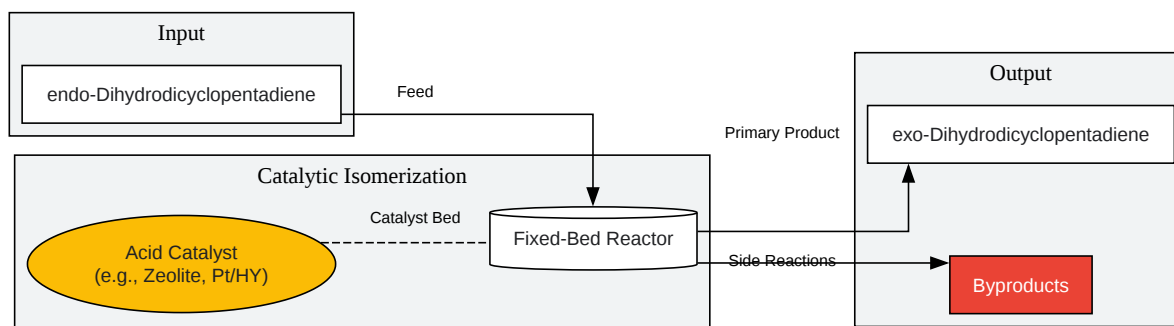 Input
endo-Dihydrodicyclopentadiene
Feed
Output
exo-Dihydrodicyclopentadiene
Primary Product
Catalytic Isomerization
Acid Catalyst
(e.g., Zeolite, Pt/HY)
Catalyst Bed
Fixed-Bed Reactor
Side Reactions
Byproducts